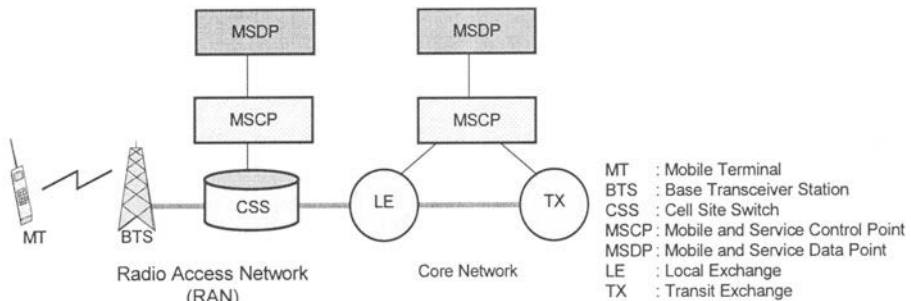 MSDP
MSDP
MSCP
MSCP
CSS
LE
TX
MT
BTS
Radio Access Network
(RAN)
Core Network
MT : Mobile Terminal
BTS : Base Transceiver Station
CSS : Cell Site Switch
MSCP : Mobile and Service Control Point
MSDP : Mobile and Service Data Point
LE : Local Exchange
TX : Transit Exchange